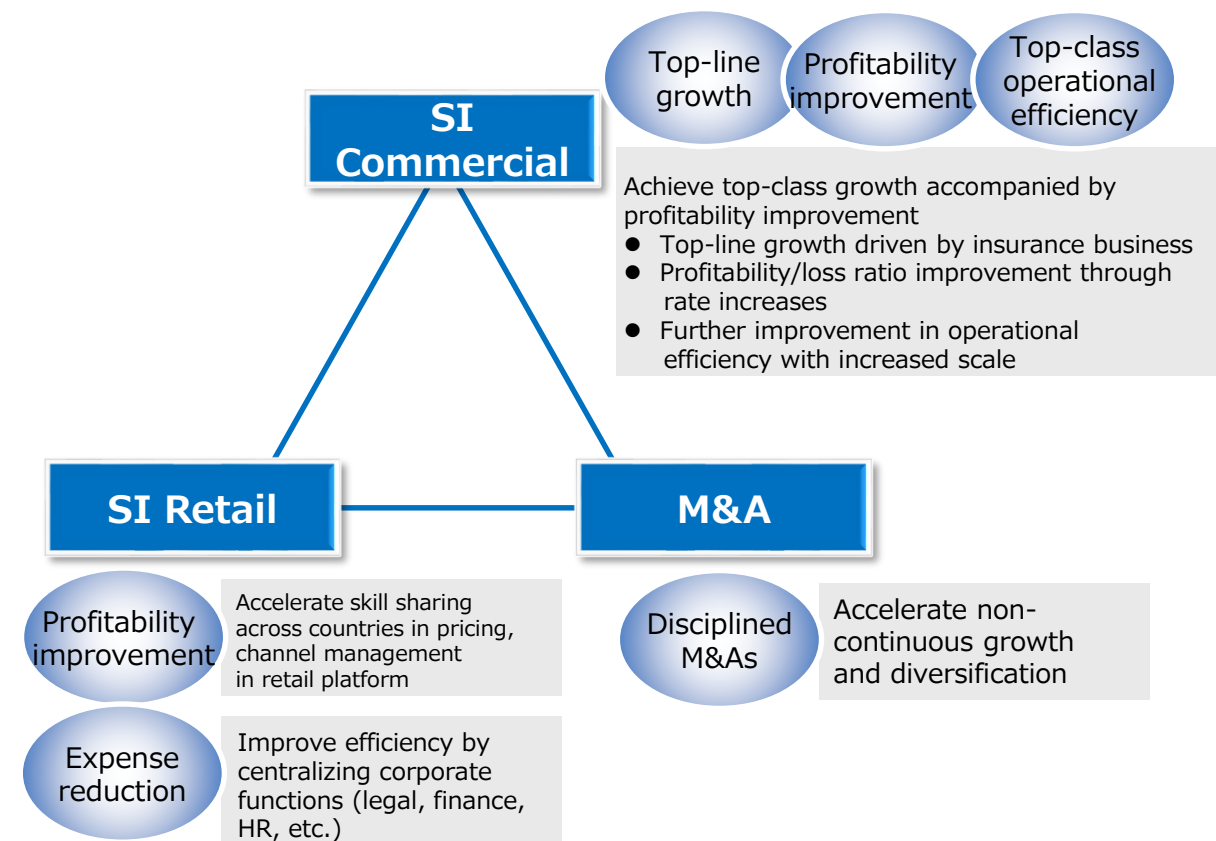 SI
Commercial
Top-line
growth
Profitability
improvement
Top-class
operational
efficiency
Achieve top-class growth accompanied by
profitability improvement
● Top-line growth driven by insurance business
● Profitability/loss ratio improvement through
rate increases
● Further improvement in operational
efficiency with increased scale
SI Retail
M&A
Profitability
improvement
Accelerate skill sharing
across countries in pricing,
channel management
in retail platform
Expense
reduction
Improve efficiency by
centralizing corporate
functions (legal, finance,
HR, etc.)
Disciplined
M&As
Accelerate non-
continuous growth
and diversification